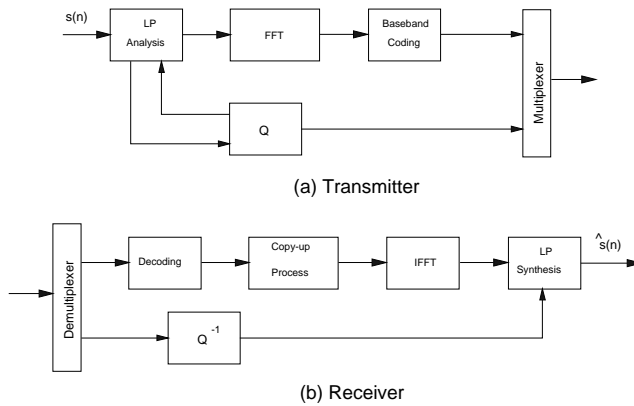 s(n)
LP
Analysis
FFT
Baseband
Coding
Multiplexer
Q
(a) Transmitter
Demultiplexer
Decoding
Copy-up
Process
IFFT
LP
Synthesis
^s(n)
Q -1
(b) Receiver